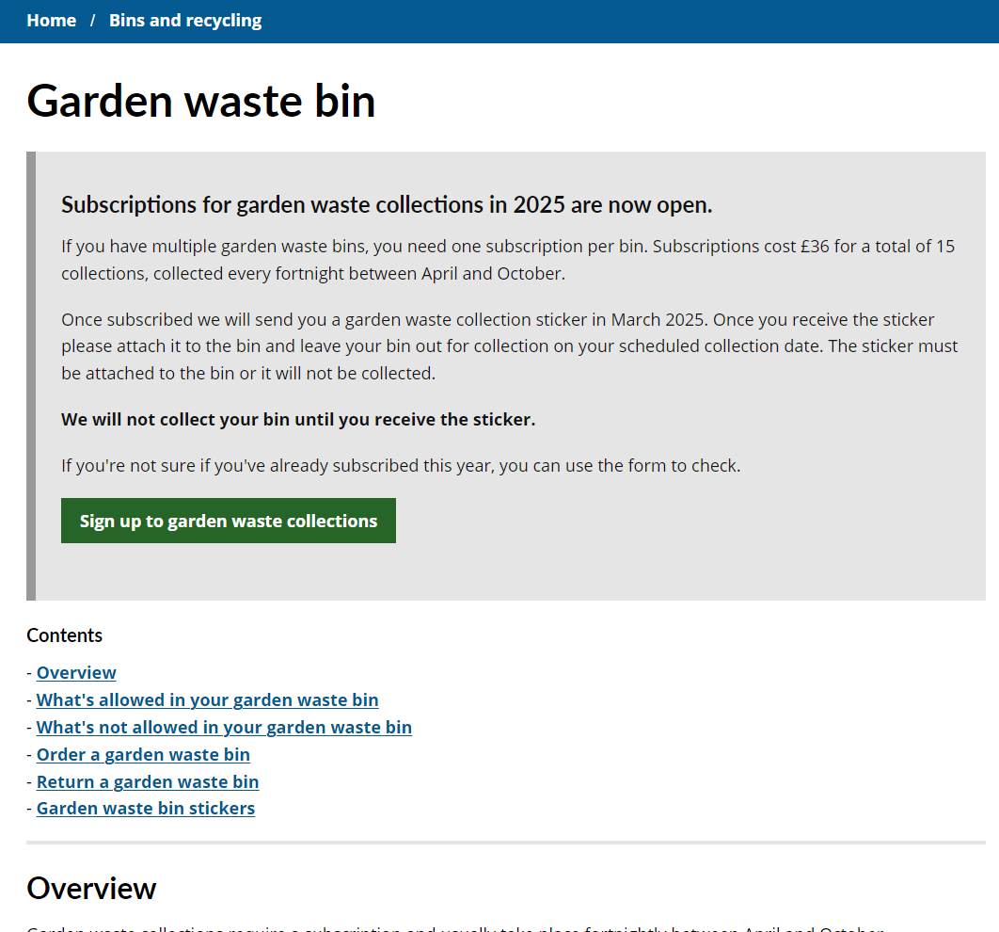 Home / Bins and recycling
Garden waste bin
Subscriptions for garden waste collections in 2025 are now open.
If you have multiple garden waste bins, you need one subscription per bin. Subscriptions cost £36 for a total of 15
collections, collected every fortnight between April and October.
Once subscribed we will send you a garden waste collection sticker in March 2025. Once you receive the sticker
please attach it to the bin and leave your bin out for collection on your scheduled collection date. The sticker must
be attached to the bin or it will not be collected.
We will not collect your bin until you receive the sticker.
If you're not sure if you've already subscribed this year, you can use the form to check.
Sign up to garden waste collections
Contents
- Overview
- What's allowed in your garden waste bin
- What's not allowed in your garden waste bin
- Order a garden waste bin
- Return a garden waste bin
- Garden waste bin stickers
Overview
Garden waste collections require a subscription and usually take place fortnightly between April and October.